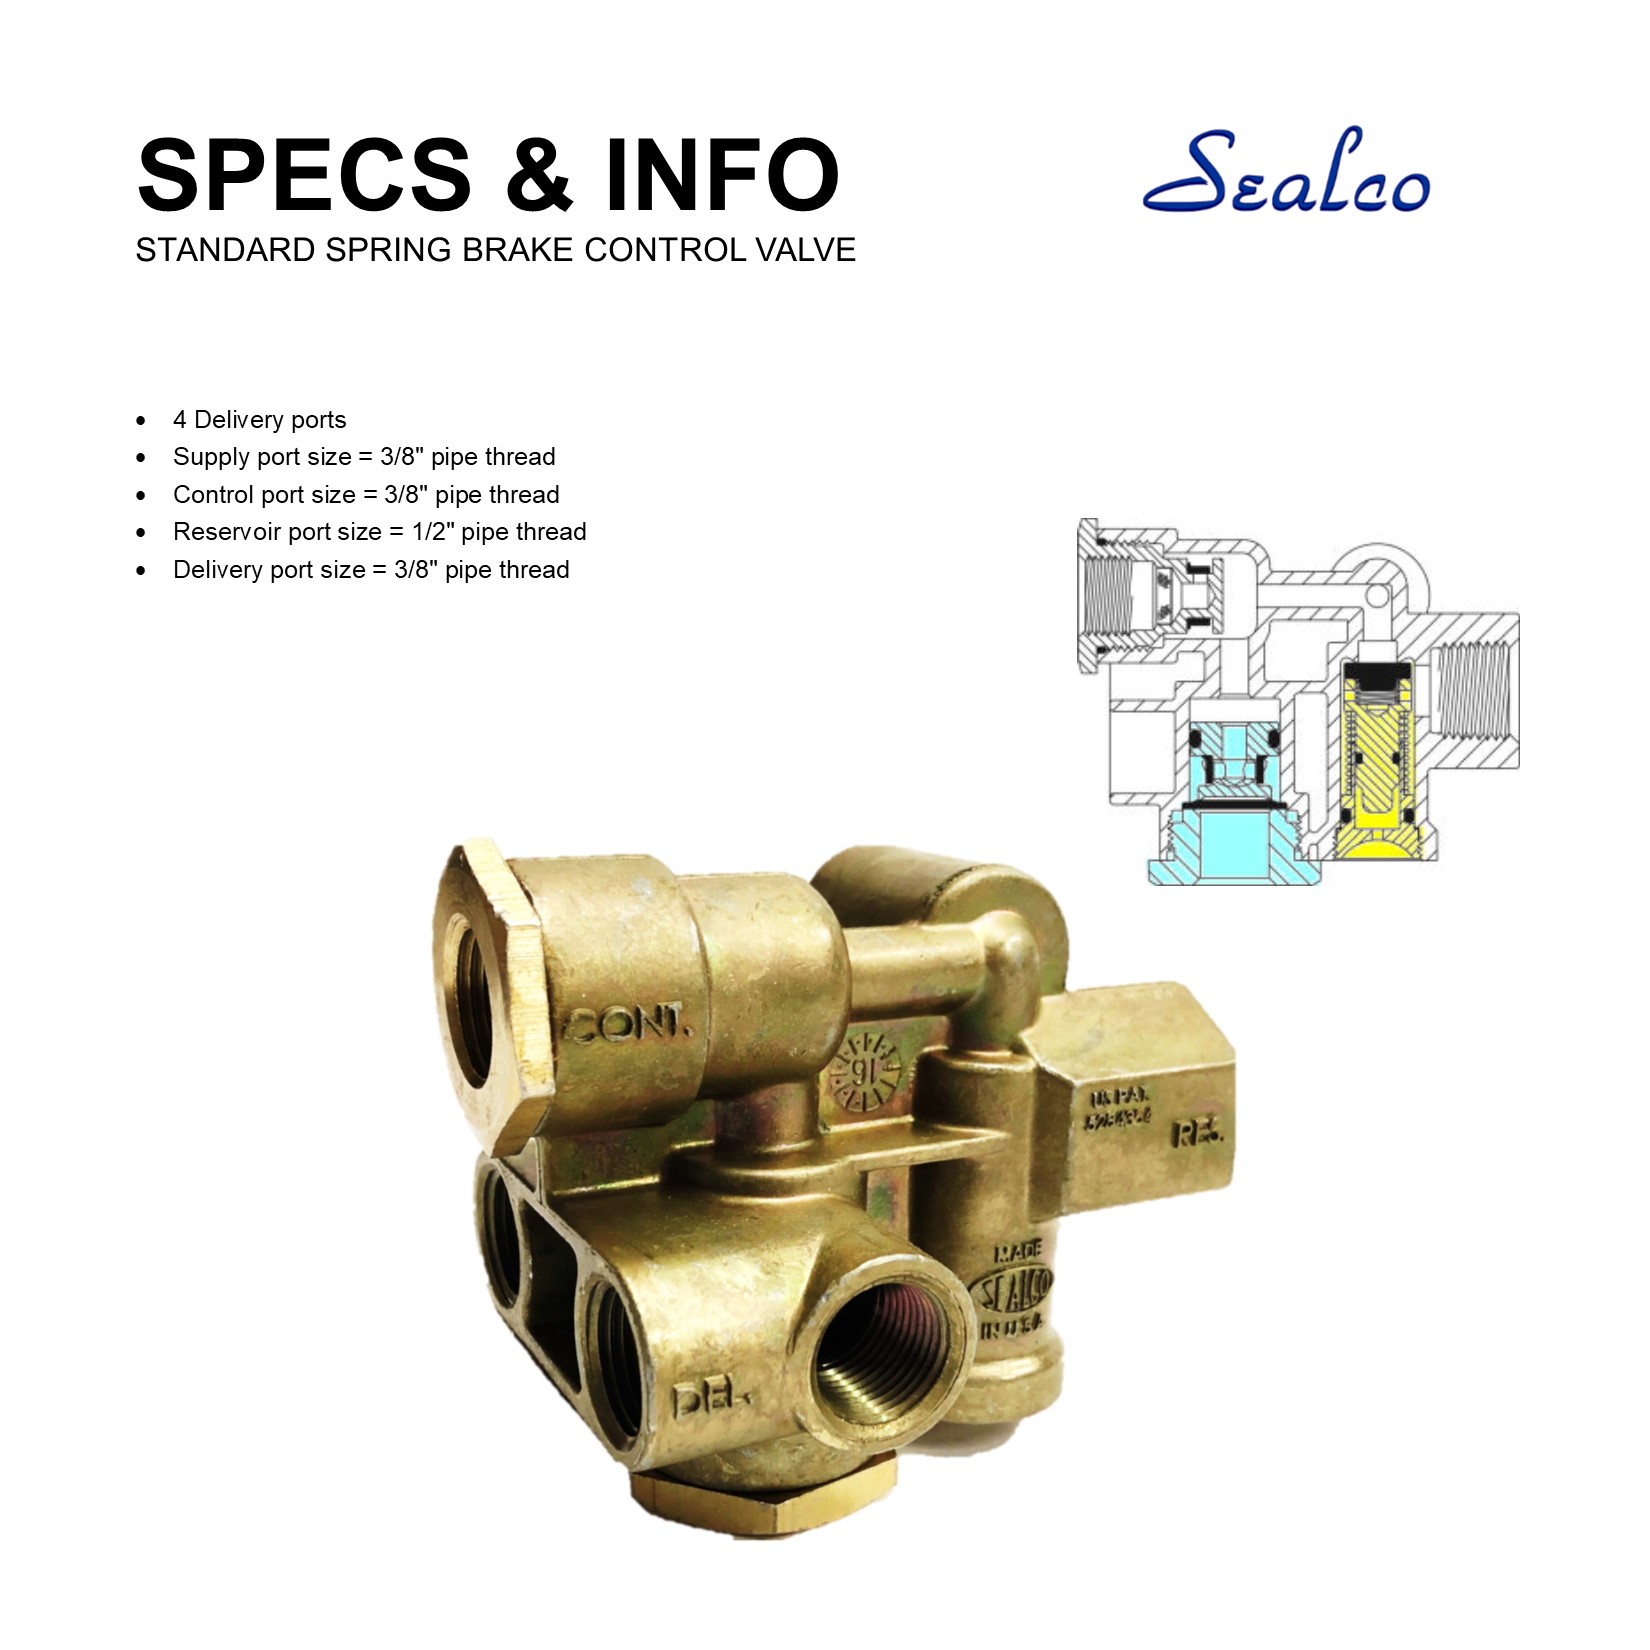 SPECS & INFO
Sealco
STANDARD SPRING BRAKE CONTROL VALVE
• 4 Delivery ports
• Supply port size = 3/8" pipe thread
• Control port size = 3/8" pipe thread
• Reservoir port size = 1/2" pipe thread
• Delivery port size = 3/8" pipe thread
CONT.
16
RES.
MADE
SEALCO
IN U.S.A
DEL.